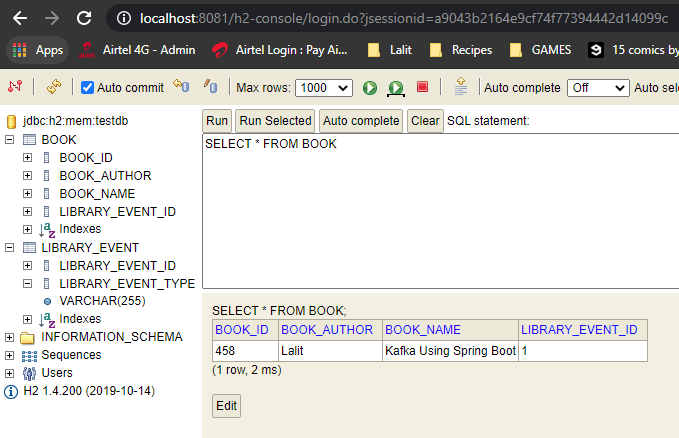 localhost:8081/h2-console/login.do?jsessionid=a9043b2164e9cf74f77394442d14099c
Apps Airtel 4G - Admin Airtel Login : Pay Ai... Lalit Recipes GAMES 9 15 comics by
Auto commit Max rows: 1000 Auto complete Off Auto sele
jdbc:h2:mem:testdb
BOOK
BOOK_ID
BOOK_AUTHOR
BOOK_NAME
LIBRARY_EVENT_ID
Indexes
LIBRARY_EVENT
LIBRARY_EVENT_ID
LIBRARY_EVENT_TYPE
VARCHAR(255)
Indexes
INFORMATION_SCHEMA
Sequences
Users
H2 1.4.200 (2019-10-14)
Run Run Selected Auto complete Clear SQL statement:
SELECT * FROM BOOK
SELECT * FROM BOOK;
BOOK_ID BOOK_AUTHOR BOOK_NAME LIBRARY_EVENT_ID
458 Lalit Kafka Using Spring Boot 1
(1 row, 2 ms)
Edit